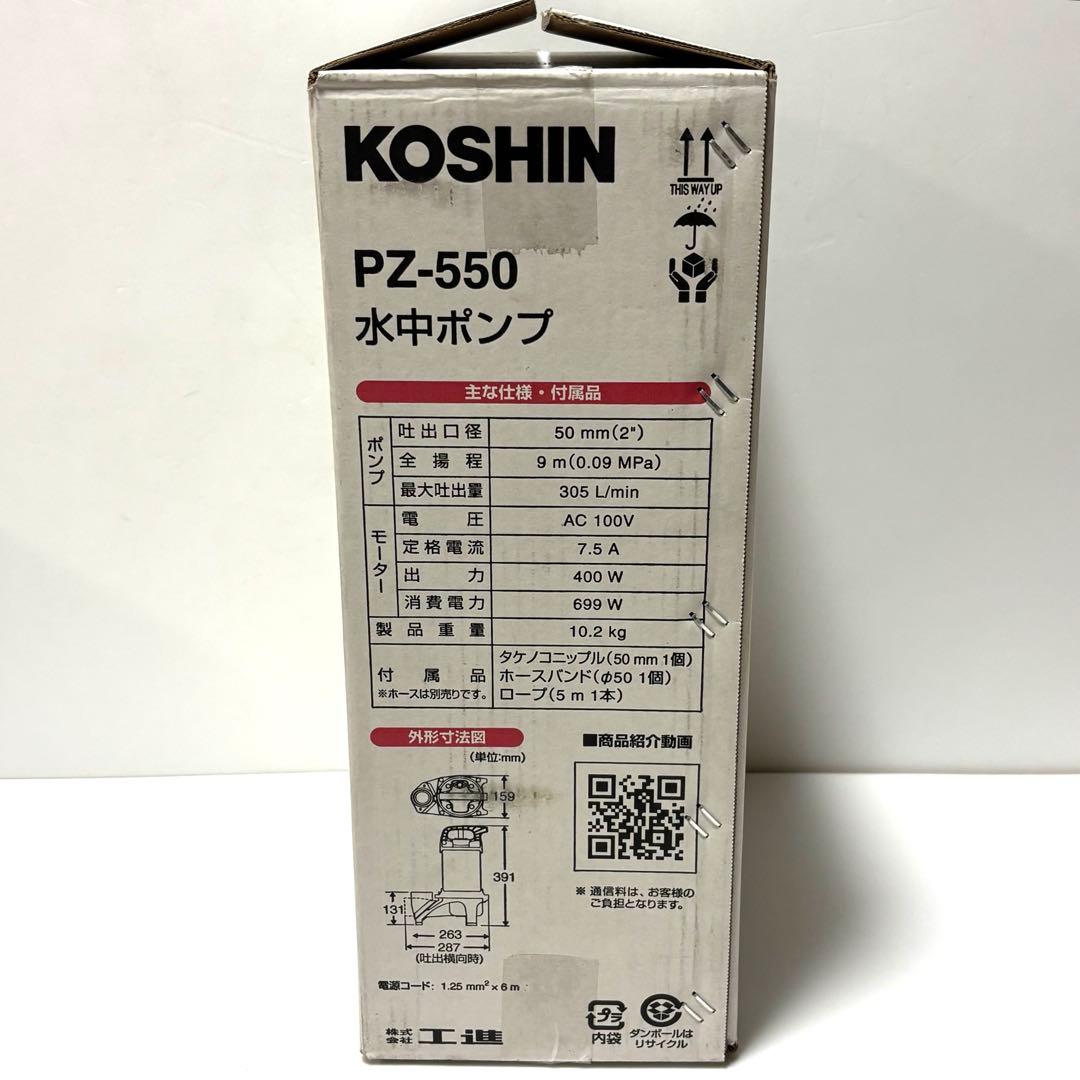 KOSHIN
THIS WAY UP
PZ-550
水中ポンプ
主な仕様・付属品
ポンプ
吐出口径 50 mm(2")
全揚程 9 m(0.09 MPa)
最大吐出量 305 L/min
モーター
電圧 AC 100V
定格電流 7.5 A
出力 400 W
消費電力 699 W
製品重量 10.2 kg
付属品
※ホースは別売りです。
タケノコニップル(50 mm 1個)
ホースバンド(φ50 1個)
ロープ(5 m 1本)
外形寸法図
(単位:mm)
■商品紹介動画
159
391
131
263
287
(吐出横向時)
※ 通信料は、お客様の
ご負担となります。
電源コード: 1.25 mm² × 6 m
株式会社 工進
プラ
内袋
ダンボールは
リサイクル